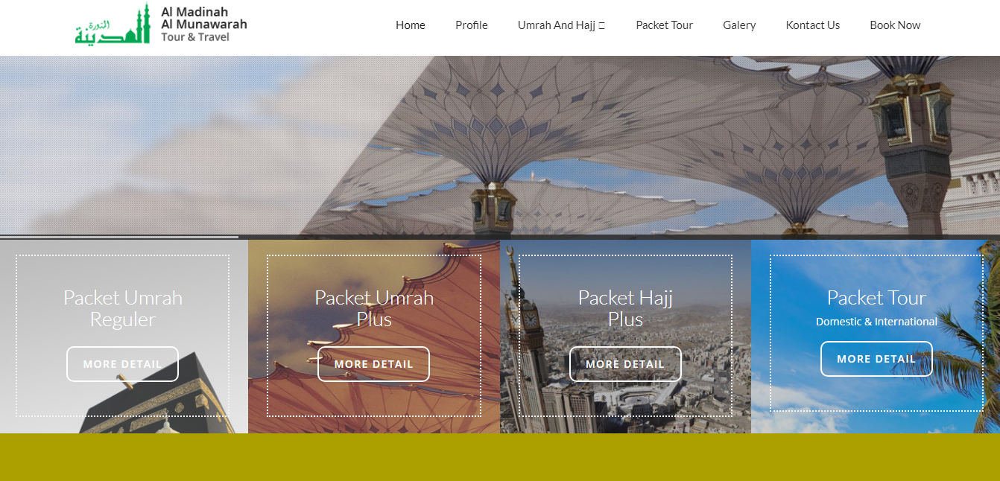 المدينة
المنورة
Al Madinah
Al Munawarah
Tour & Travel
Home
Profile
Umrah And Hajj
Packet Tour
Galery
Kontact Us
Book Now
Packet Umrah
Reguler
MORE DETAIL
Packet Umrah
Plus
MORE DETAIL
Packet Hajj
Plus
MORE DETAIL
Packet Tour
Domestic & International
MORE DETAIL